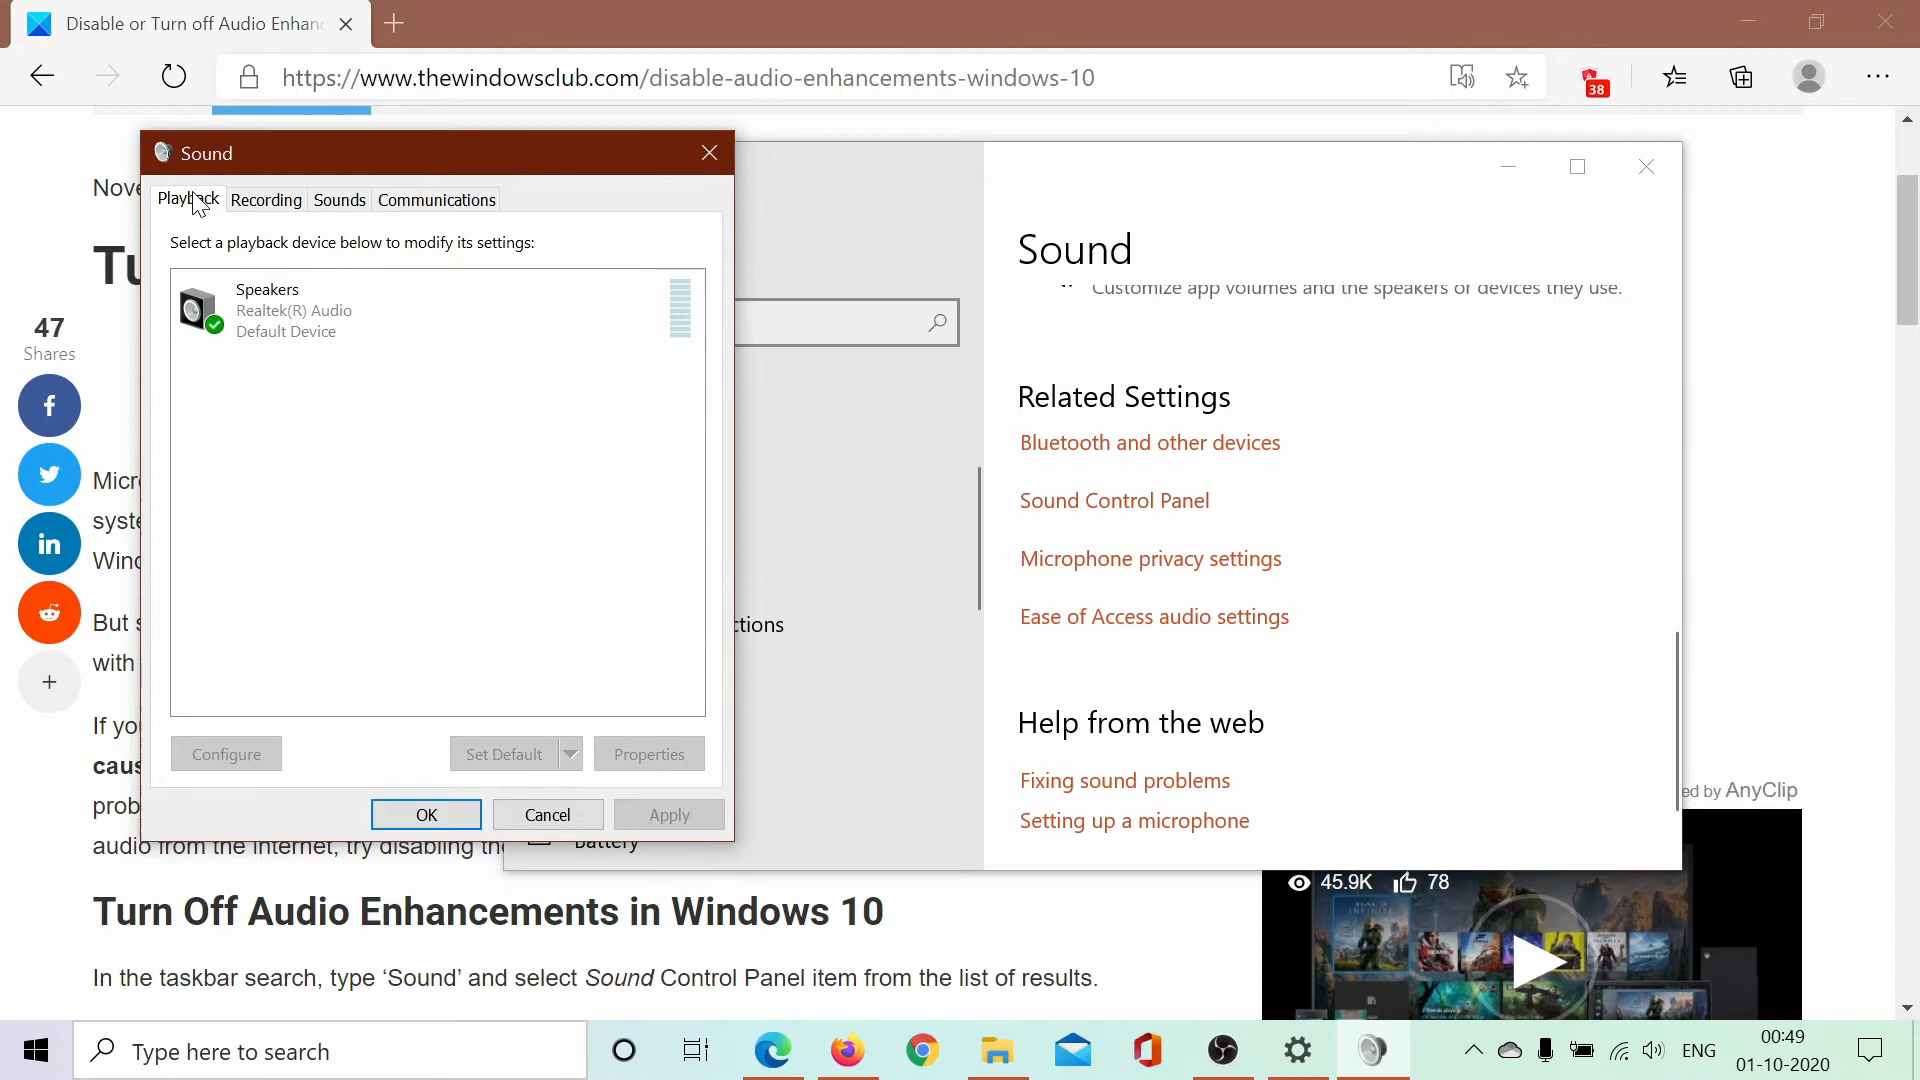 Disable or Turn off Audio Enhan
https://www.thewindowsclub.com/disable-audio-enhancements-windows-10
38
Sound
Playback
Recording
Sounds
Communications
Select a playback device below to modify its settings:
Speakers
Realtek(R) Audio
Default Device
Configure
Set Default
Properties
OK
Cancel
Apply
Sound
Customize app volumes and the speakers or devices they use.
Related Settings
Bluetooth and other devices
Sound Control Panel
Microphone privacy settings
Ease of Access audio settings
Help from the web
Fixing sound problems
Setting up a microphone
ctions
Battery
Nove
Tu
47
Shares
f
in
+
Micr
syste
Winc
But s
with
If yo
caus
prob
audio from the internet, try disabling the
Turn Off Audio Enhancements in Windows 10
In the taskbar search, type ‘Sound’ and select Sound Control Panel item from the list of results.
ed by AnyClip
45.9K
78
HALO
INFINITE
Type here to search
ENG
00:49
01-10-2020